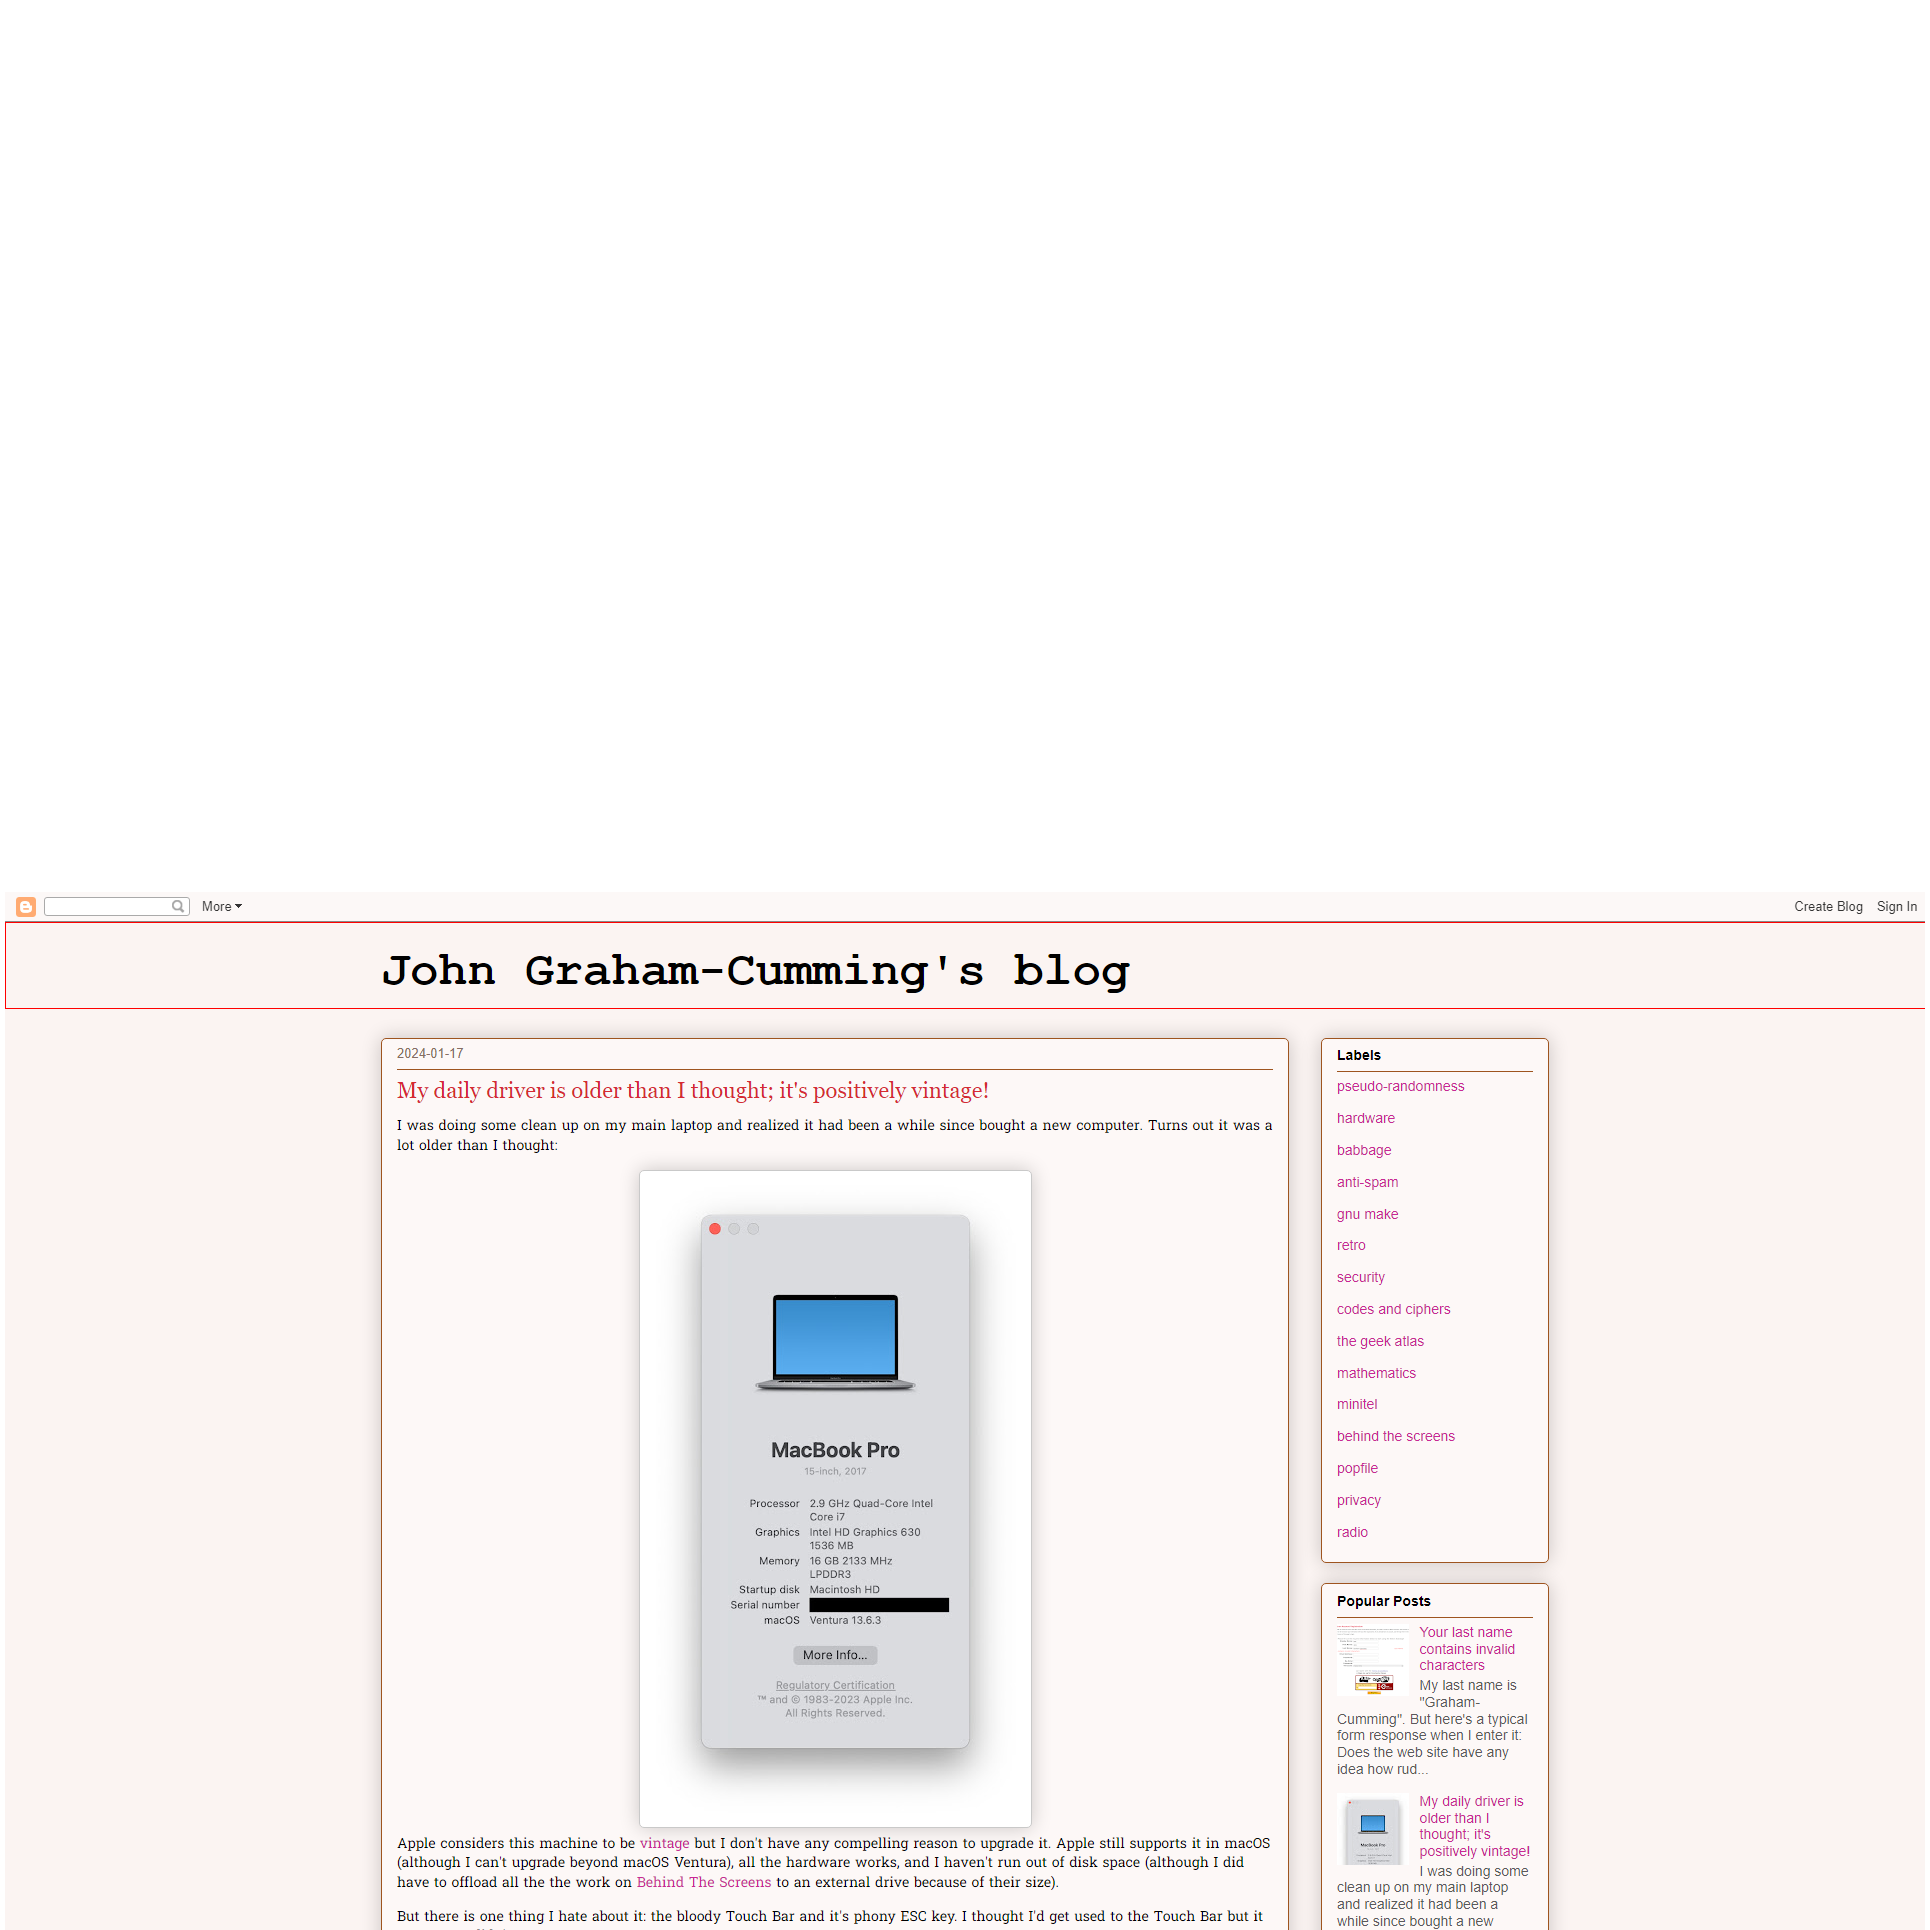 More
Create Blog
Sign In
John Graham-Cumming's blog
2024-01-17
My daily driver is older than I thought; it's positively vintage!
I was doing some clean up on my main laptop and realized it had been a while since bought a new computer. Turns out it was a
lot older than I thought:
MacBook Pro
15-inch, 2017
Processor 2.9 GHz Quad-Core Intel
Core i7
Graphics Intel HD Graphics 630
1536 MB
Memory 16 GB 2133 MHz
LPDDR3
Startup disk Macintosh HD
Serial number
macOS Ventura 13.6.3
More Info...
Regulatory Certification
™ and © 1983-2023 Apple Inc.
All Rights Reserved.
Apple considers this machine to be vintage but I don't have any compelling reason to upgrade it. Apple still supports it in macOS
(although I can't upgrade beyond macOS Ventura), all the hardware works, and I haven't run out of disk space (although I did
have to offload all the the work on Behind The Screens to an external drive because of their size).
But there is one thing I hate about it: the bloody Touch Bar and it's phony ESC key. I thought I'd get used to the Touch Bar but it
Labels
pseudo-randomness
hardware
babbage
anti-spam
gnu make
retro
security
codes and ciphers
the geek atlas
mathematics
minitel
behind the screens
popfile
privacy
radio
Popular Posts
Your last name
contains invalid
characters
My last name is
"Graham-
Cumming". But here's a typical
form response when I enter it:
Does the web site have any
idea how rud...
My daily driver is
older than I
thought; it's
positively vintage!
I was doing some
clean up on my main laptop
and realized it had been a
while since bought a new